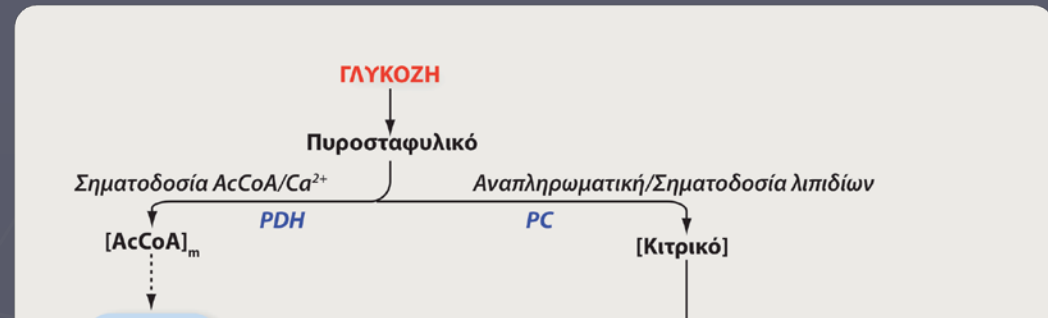 ΓΛΥΚΟΖΗ
Πυροσταφυλικό
Σηματοδοσία AcCoA/Ca²⁺
Αναπληρωματική/Σηματοδοσία λιπιδίων
PDH
PC
[AcCoA]ₘ
[Κιτρικό]